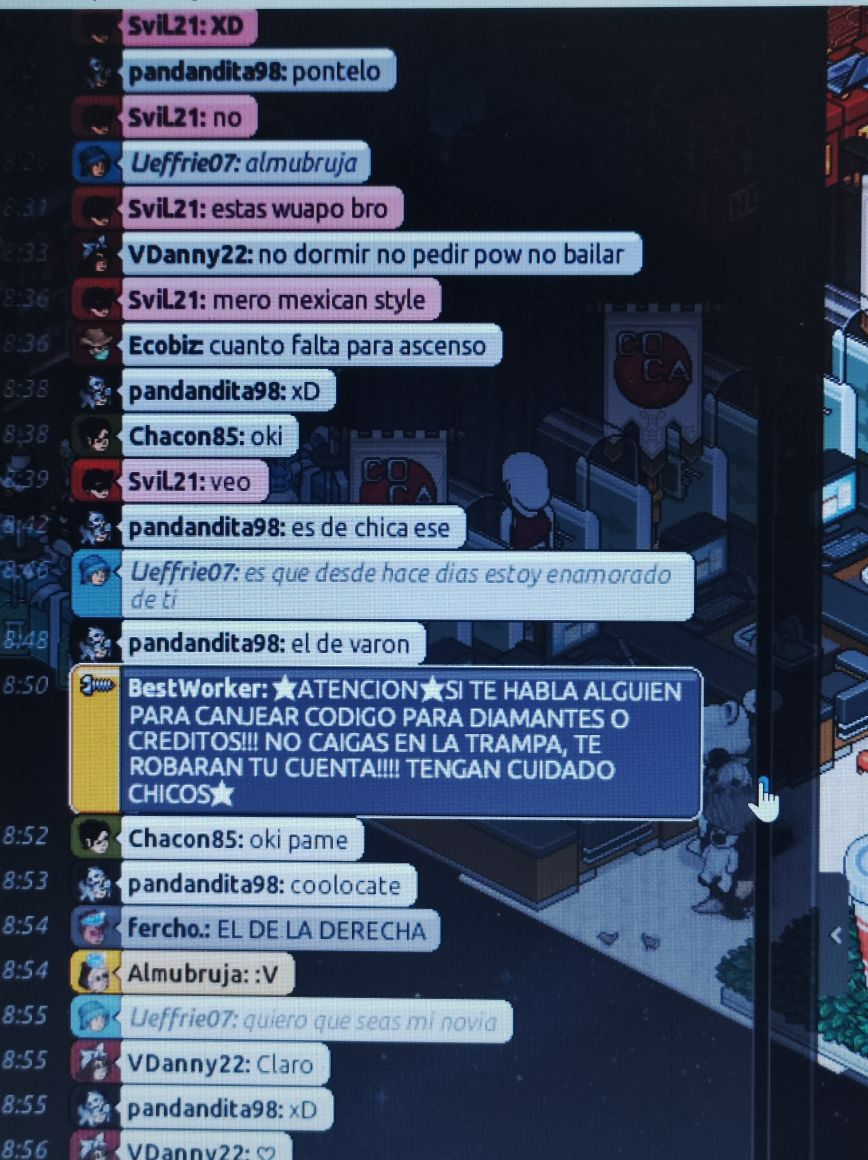 SviL21: XD
pandandita98: pontelo
SviL21: no
Ueffrie07: almubruja
8:31 SviL21: estas wuapo bro
8:33 VDanny22: no dormir no pedir pow no bailar
8:36 SviL21: mero mexican style
8:36 Ecobiz: cuanto falta para ascenso
8:38 pandandita98: xD
8:38 Chacon85: oki
8:39 SviL21: veo
8:42 pandandita98: es de chica ese
Ueffrie07: es que desde hace dias estoy enamorado
de ti
8:48 pandandita98: el de varon
8:50 BestWorker: ★ATENCION★SI TE HABLA ALGUIEN
PARA CANJEAR CODIGO PARA DIAMANTES O
CREDITOS!!! NO CAIGAS EN LA TRAMPA, TE
ROBARAN TU CUENTA!!!! TENGAN CUIDADO
CHICOS★
8:52 Chacon85: oki pame
8:53 pandandita98: coolocate
8:54 fercho.: EL DE LA DERECHA
8:54 Almubruja: :V
8:55 Ueffrie07: quiero que seas mi novia
8:55 VDanny22: Claro
8:55 pandandita98: xD
8:56 VDanny22: ♡
CO
CA
CO
CA